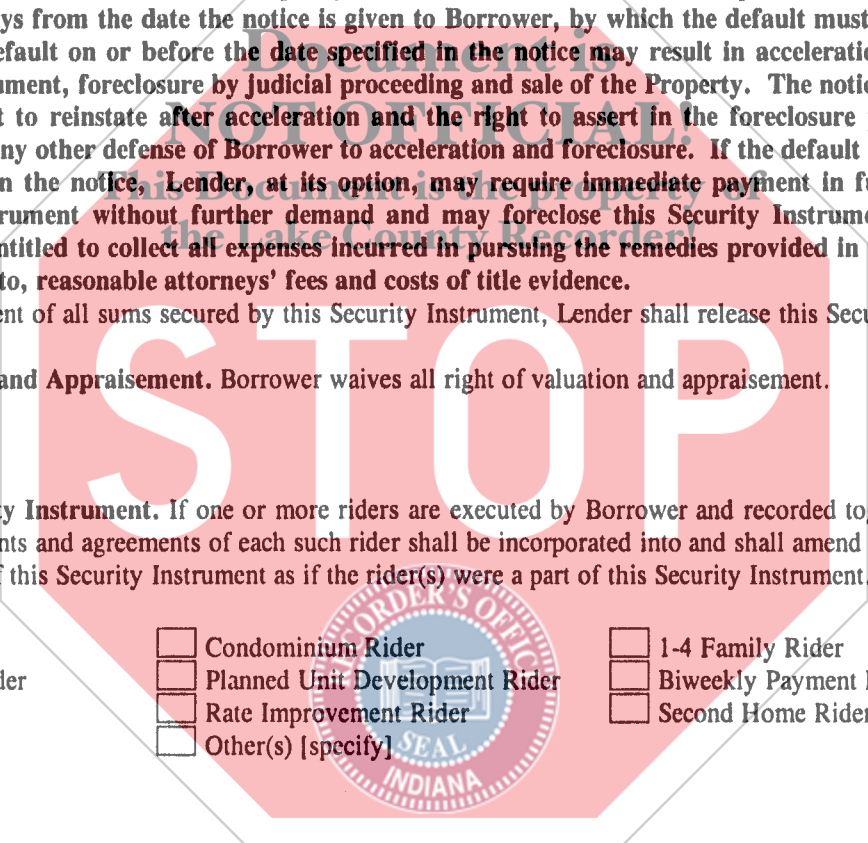 ys from the date the notice is given to Borrower, by which the default must
efault on or before the date specified in the notice may result in acceleratio
ument, foreclosure by judicial proceeding and sale of the Property. The notic
t to reinstate after acceleration and the right to assert in the foreclosure
ny other defense of Borrower to acceleration and foreclosure. If the default
n the notice, Lender, at its option, may require immediate payment in f
trument without further demand and may foreclose this Security Instrume
ntitled to collect all expenses incurred in pursuing the remedies provided in
to, reasonable attorneys' fees and costs of title evidence.
ent of all sums secured by this Security Instrument, Lender shall release this Secu
and Appraisement. Borrower waives all right of valuation and appraisement.
ty Instrument. If one or more riders are executed by Borrower and recorded to
nts and agreements of each such rider shall be incorporated into and shall amend
f this Security Instrument as if the rider(s) were a part of this Security Instrument.
Condominium Rider 1-4 Family Rider
der Planned Unit Development Rider Biweekly Payment
Rate Improvement Rider Second Home Rider
Other(s) [specify]
Document is
NOT OFFICIAL!
This Document is the property of
the Lake County Recorder!
STOP
RECORDER'S OFFICE
SEAL
INDIANA